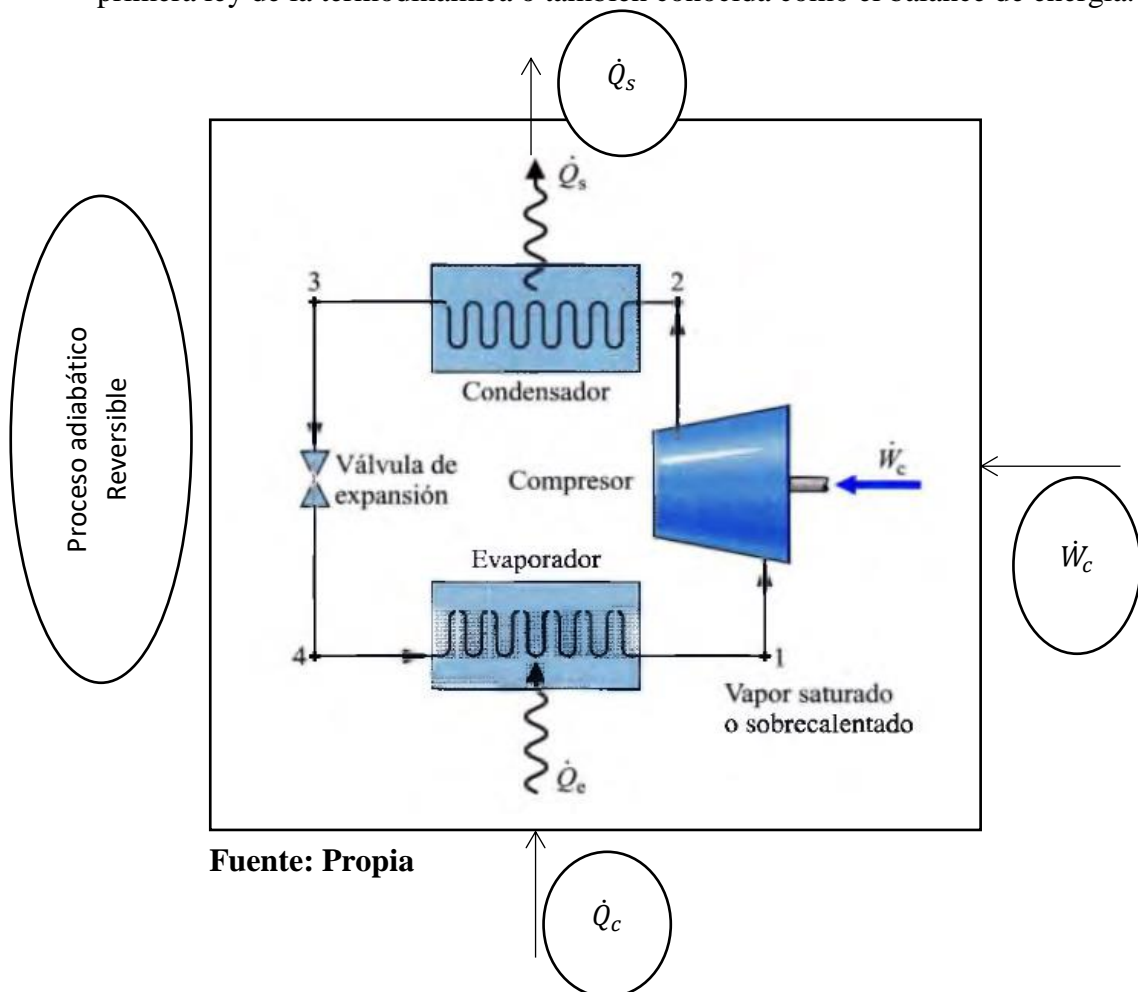 primera ley de la termodinámica o también conocida como el balance de energía.
Q̇s
Q̇s
3
2
Condensador
Proceso adiabático
Reversible
Válvula de
expansión
Compresor
Ẇc
Ẇc
Evaporador
4
1
Vapor saturado
o sobrecalentado
Q̇e
Fuente: Propia
Q̇c